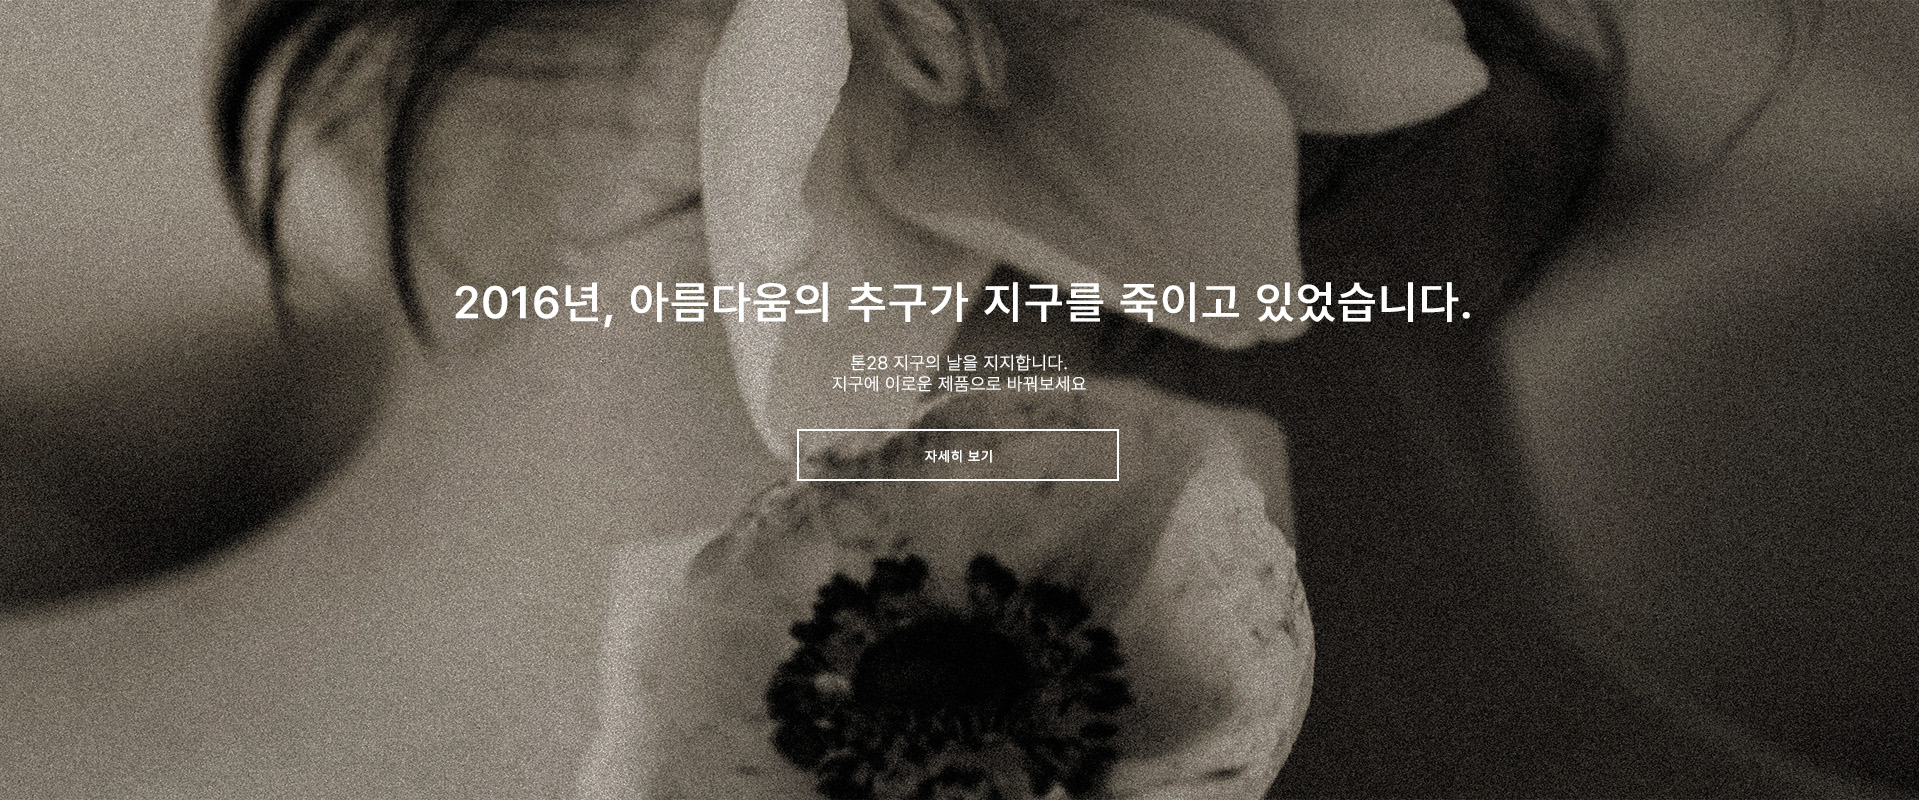 2016년, 아름다움의 추구가 지구를 죽이고 있었습니다.
톤28 지구의 날을 지지합니다.
지구에 이로운 제품으로 바꿔보세요
자세히 보기